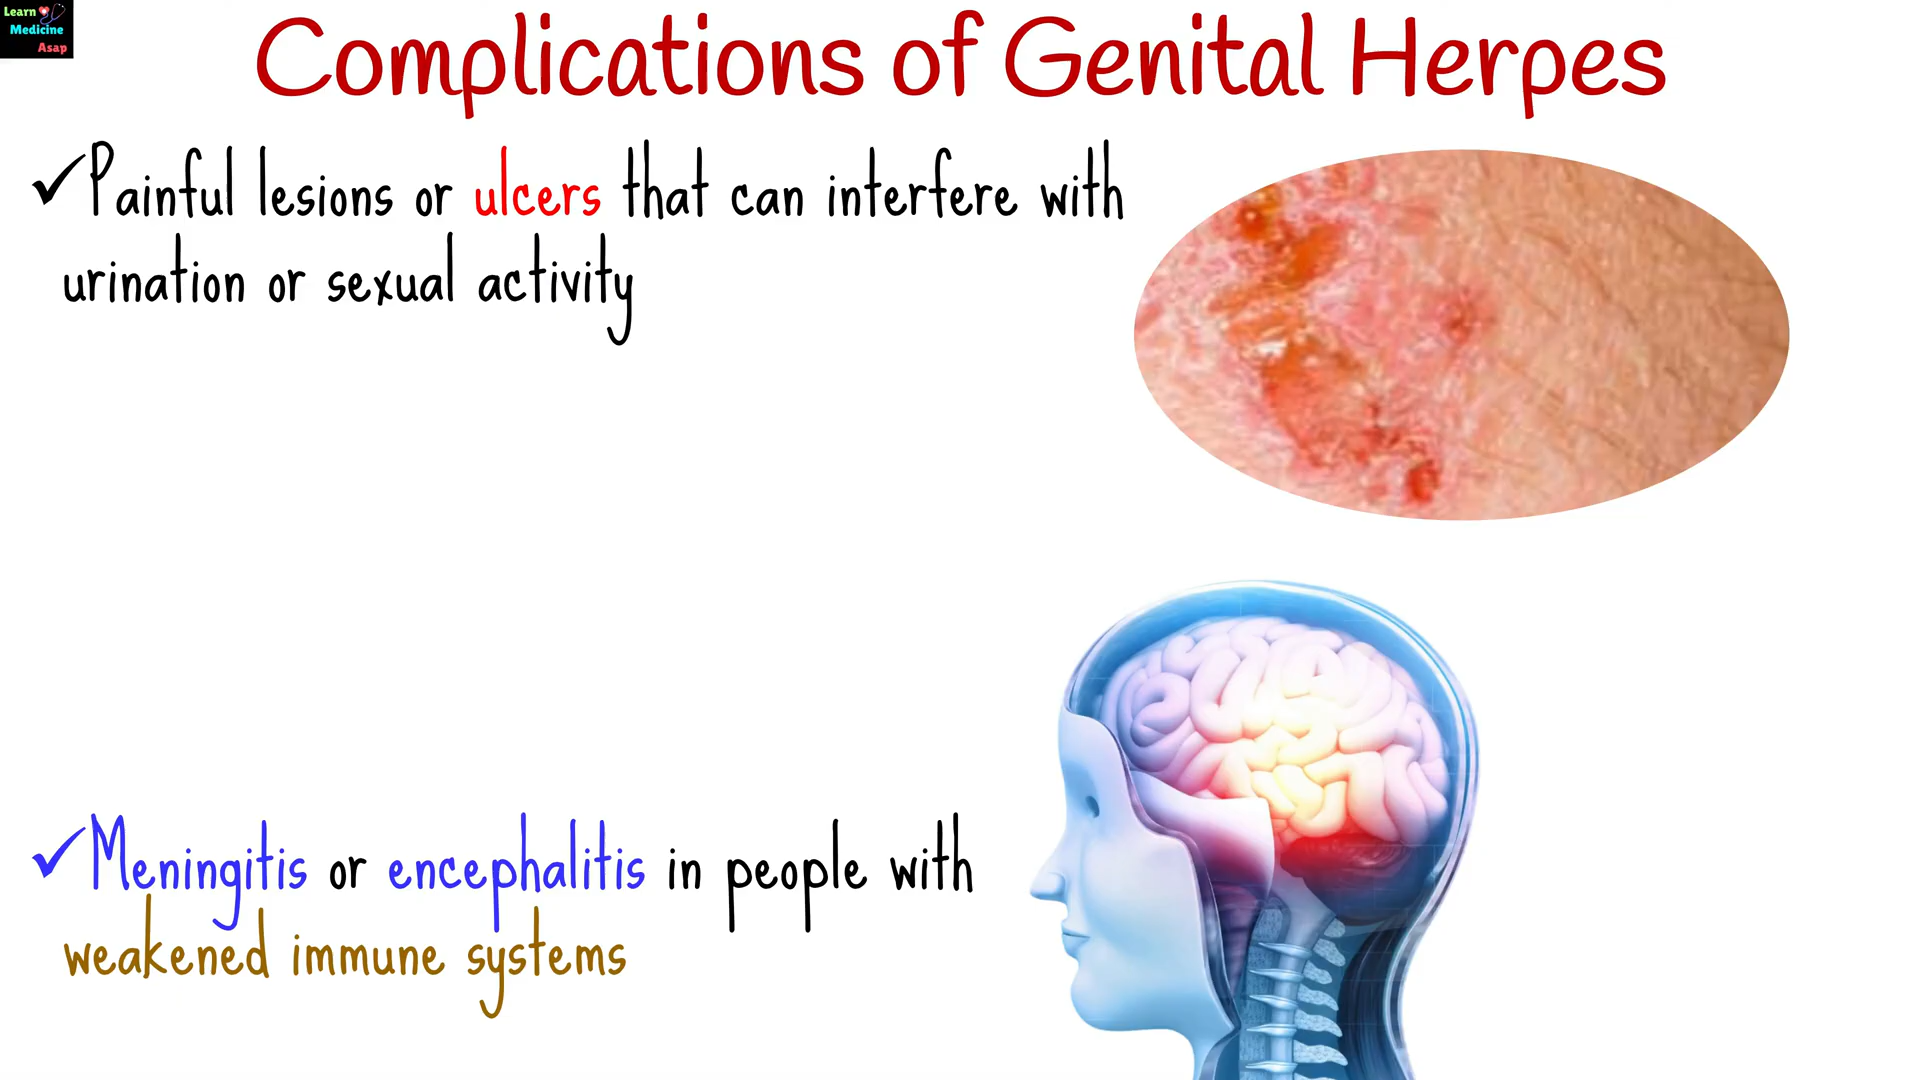 Learn
Medicine
Asap
Complications of Genital Herpes
✓Painful lesions or ulcers that can interfere with
urination or sexual activity
✓Meningitis or encephalitis in people with
weakened immune systems